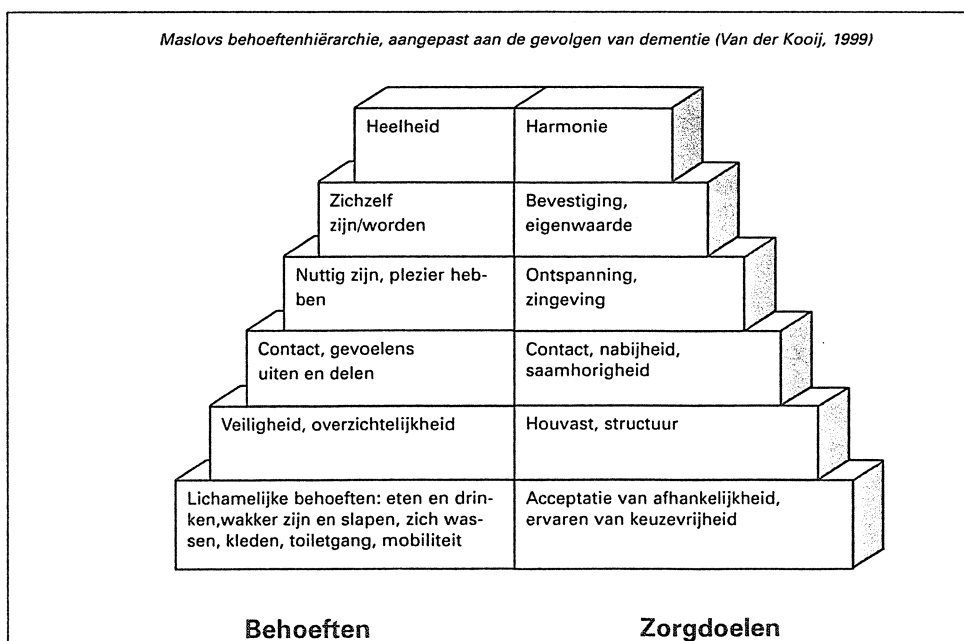 Maslovs behoeftenhiërarchie, aangepast aan de gevolgen van dementie (Van der Kooij, 1999)
Heelheid
Harmonie
Zichzelf
zijn/worden
Bevestiging,
eigenwaarde
Nuttig zijn, plezier heb-
ben
Ontspanning,
zingeving
Contact, gevoelens
uiten en delen
Contact, nabijheid,
saamhorigheid
Veiligheid, overzichtelijkheid
Houvast, structuur
Lichamelijke behoeften: eten en drin-
ken,wakker zijn en slapen, zich was-
sen, kleden, toiletgang, mobiliteit
Acceptatie van afhankelijkheid,
ervaren van keuzevrijheid
Behoeften
Zorgdoelen